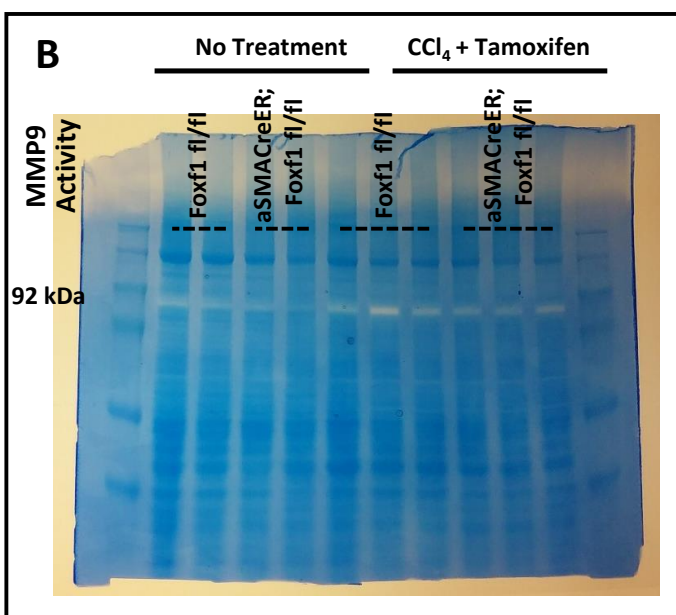 B
No Treatment
CCl₄ + Tamoxifen
MMP9
Activity
Foxf1 fl/fl
aSMACreER;
Foxf1 fl/fl
Foxf1 fl/fl
aSMACreER;
Foxf1 fl/fl
92 kDa